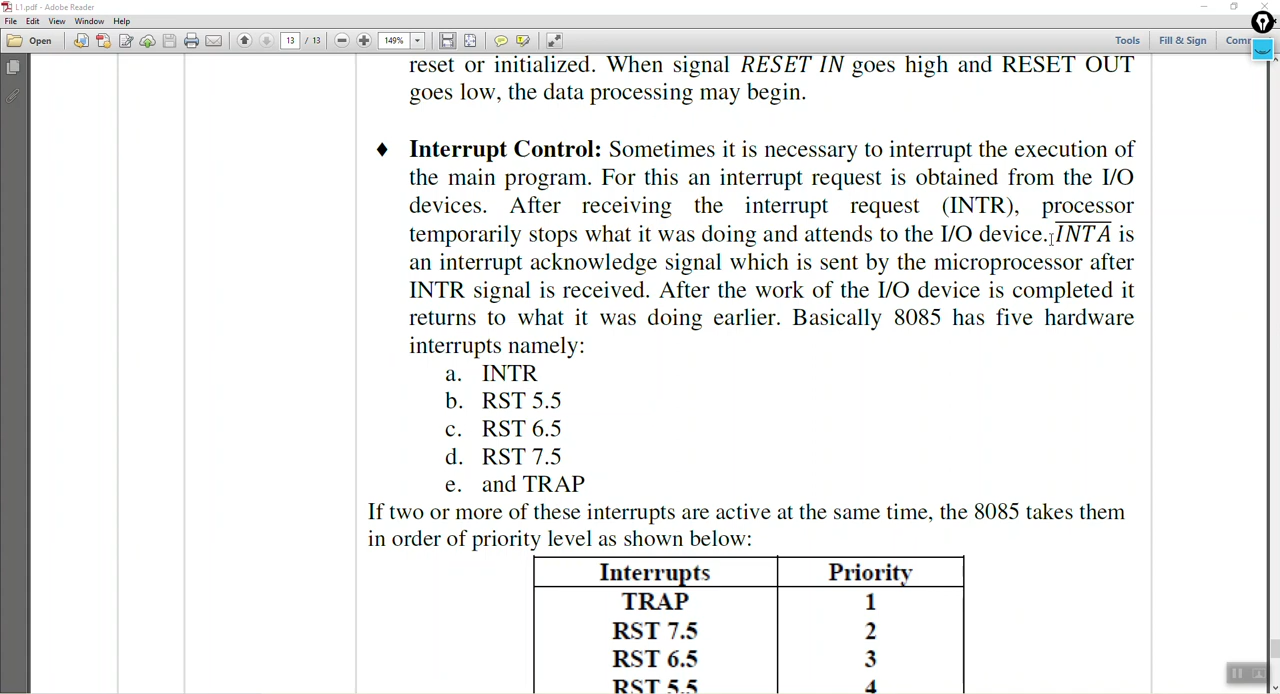 L1.pdf - Adobe Reader
File Edit View Window Help
Open 13 / 13 149% Tools Fill & Sign Comm
reset or initialized. When signal RESET IN goes high and RESET OUT
goes low, the data processing may begin.
♦ Interrupt Control: Sometimes it is necessary to interrupt the execution of
the main program. For this an interrupt request is obtained from the I/O
devices. After receiving the interrupt request (INTR), processor
temporarily stops what it was doing and attends to the I/O device. I̅N̅T̅A̅ is
an interrupt acknowledge signal which is sent by the microprocessor after
INTR signal is received. After the work of the I/O device is completed it
returns to what it was doing earlier. Basically 8085 has five hardware
interrupts namely:
a. INTR
b. RST 5.5
c. RST 6.5
d. RST 7.5
e. and TRAP
If two or more of these interrupts are active at the same time, the 8085 takes them
in order of priority level as shown below:
Interrupts Priority
TRAP 1
RST 7.5 2
RST 6.5 3
RST 5.5 4